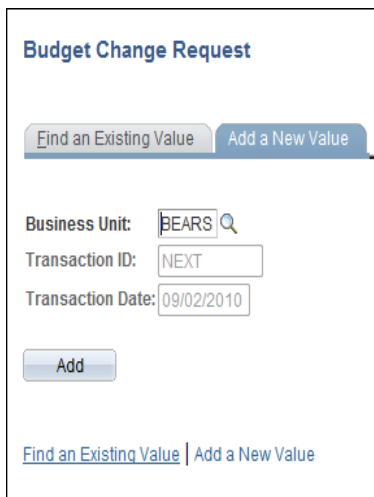 Budget Change Request
Find an Existing Value Add a New Value
Business Unit: BEARS
Transaction ID: NEXT
Transaction Date: 09/02/2010
Add
Find an Existing Value | Add a New Value